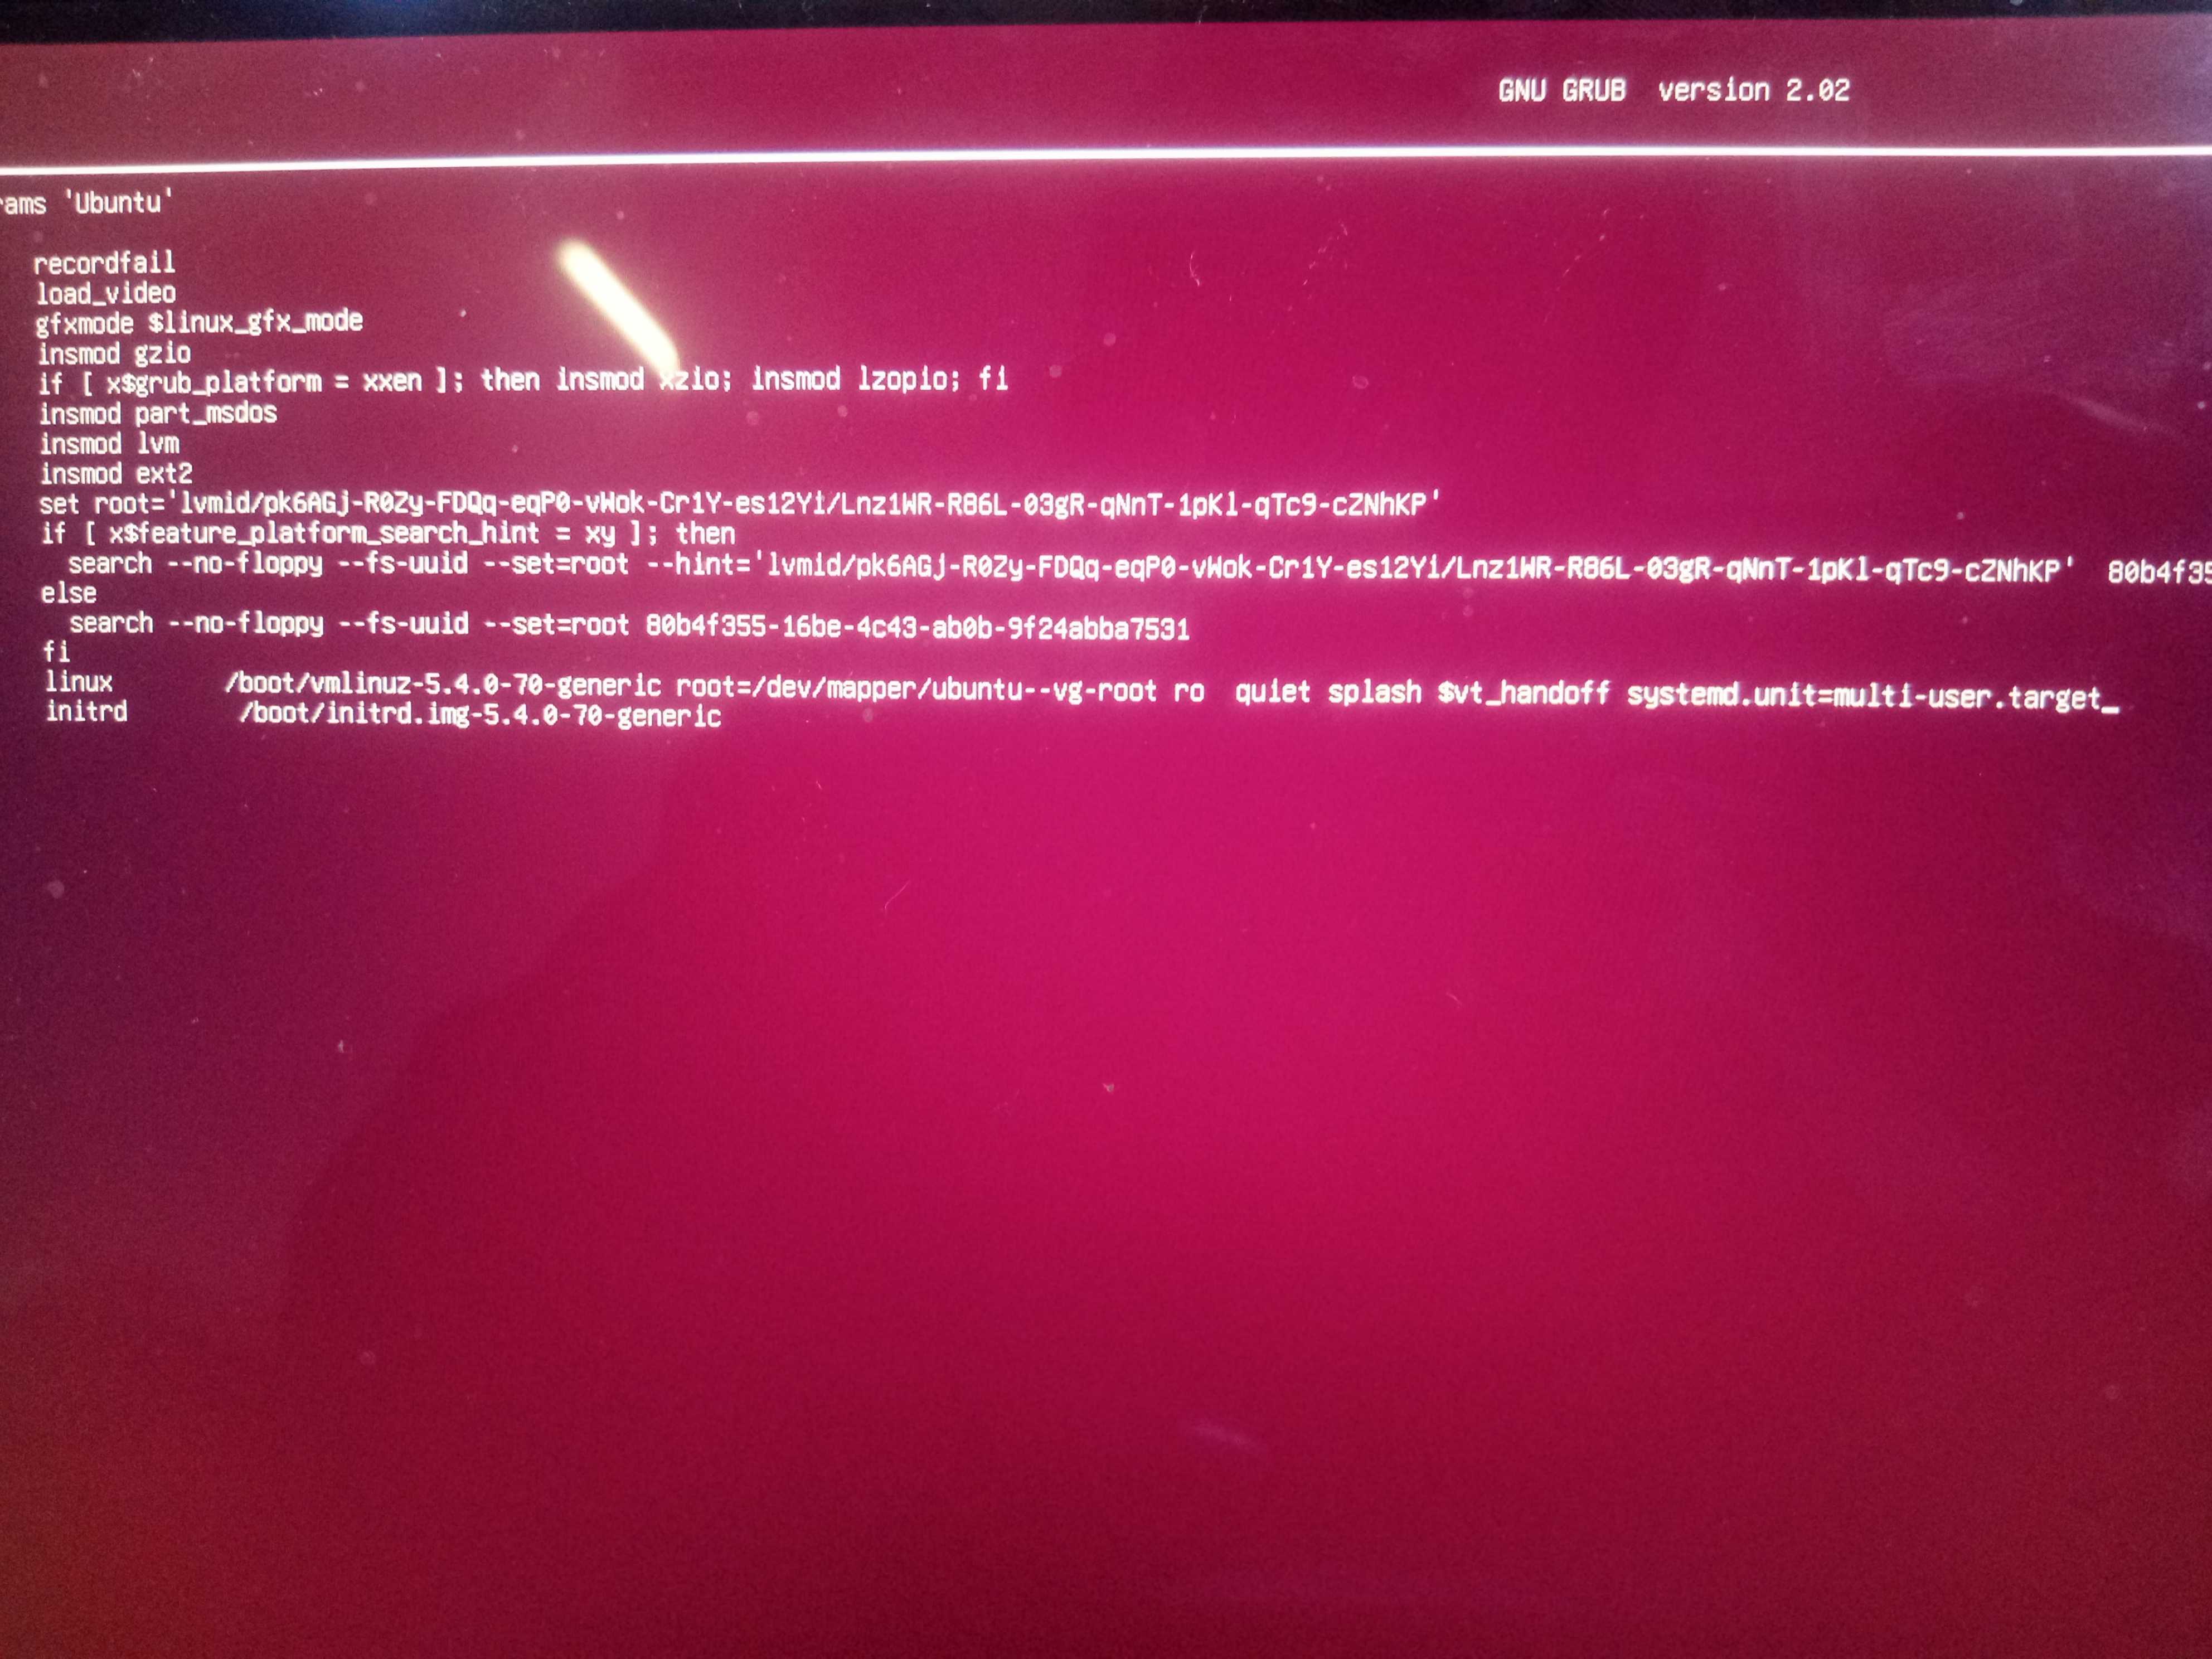 GNU GRUB  version 2.02
rams 'Ubuntu'
recordfail
load_video
gfxmode $linux_gfx_mode
insmod gzio
if [ x$grub_platform = xxen ]; then insmod xzio; insmod lzopio; fi
insmod part_msdos
insmod lvm
insmod ext2
set root='lvmid/pk6AGj-R0Zy-FDQq-eqP0-vWok-Cr1Y-es12Yi/Lnz1WR-R86L-03gR-qNnT-1pKl-qTc9-cZNhKP'
if [ x$feature_platform_search_hint = xy ]; then
  search --no-floppy --fs-uuid --set=root --hint='lvmid/pk6AGj-R0Zy-FDQq-eqP0-vWok-Cr1Y-es12Yi/Lnz1WR-R86L-03gR-qNnT-1pKl-qTc9-cZNhKP'  80b4f35
else
  search --no-floppy --fs-uuid --set=root 80b4f355-16be-4c43-ab0b-9f24abba7531
fi
linux        /boot/vmlinuz-5.4.0-70-generic root=/dev/mapper/ubuntu--vg-root ro  quiet splash $vt_handoff systemd.unit=multi-user.target_
initrd        /boot/initrd.img-5.4.0-70-generic